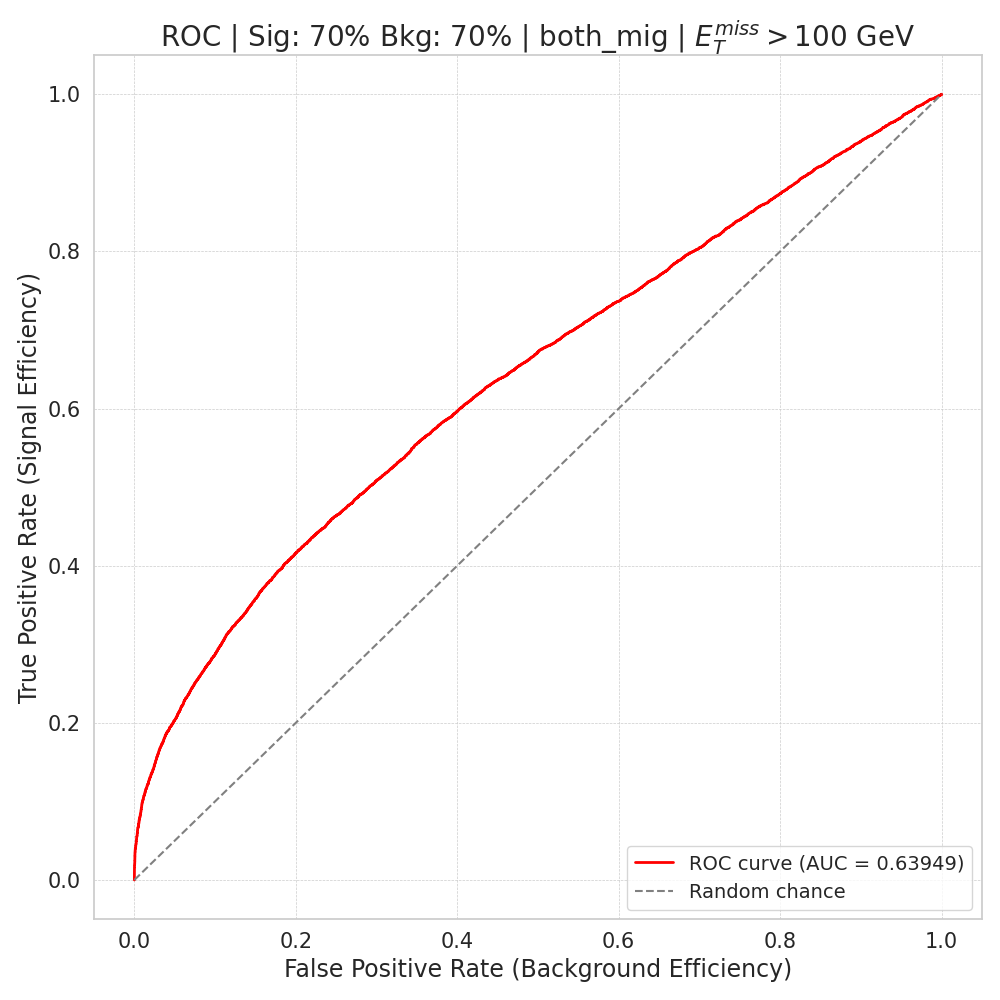 ROC | Sig: 70% Bkg: 70% | both_mig | $E_T^{miss} > 100$ GeV
1.0
0.8
0.6
0.4
0.2
0.0
True Positive Rate (Signal Efficiency)
ROC curve (AUC = 0.63949)
Random chance
0.0 0.2 0.4 0.6 0.8 1.0
False Positive Rate (Background Efficiency)